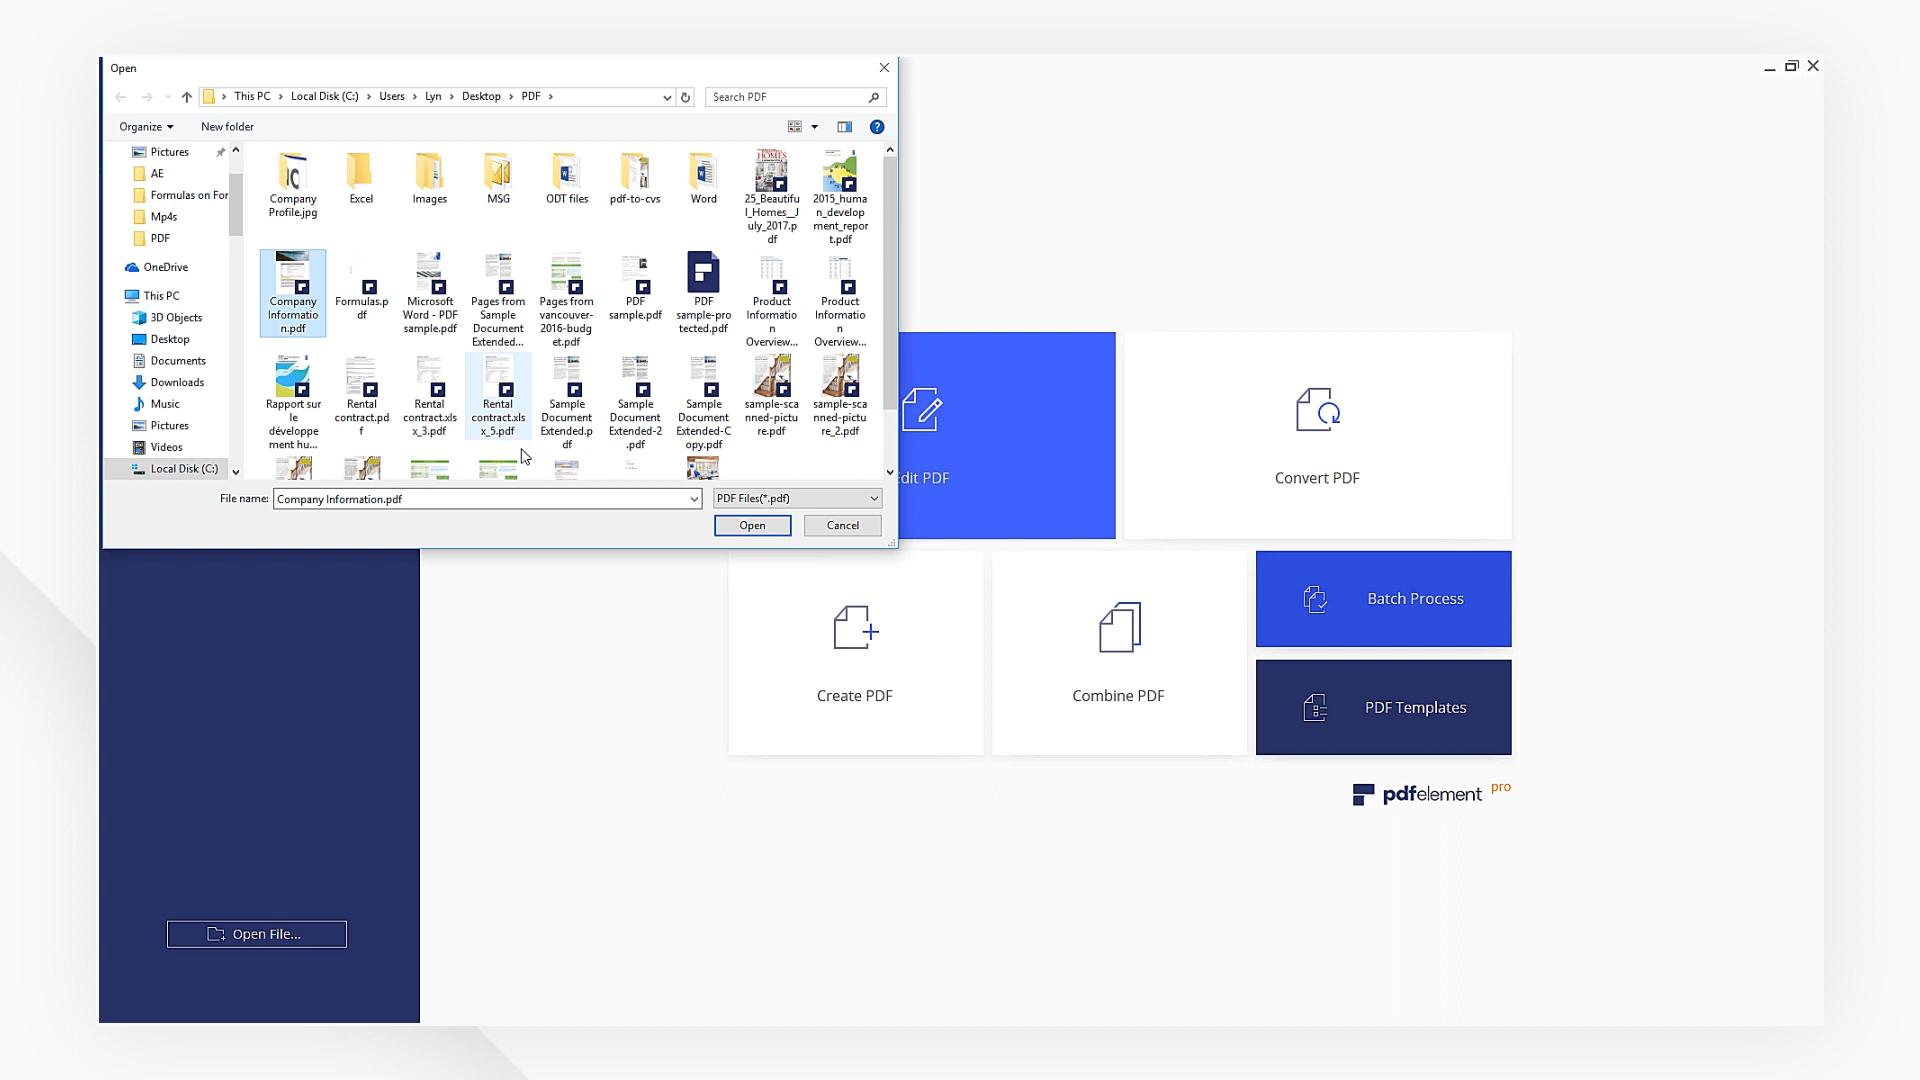 Open
This PC
Local Disk (C:)
Users
Lyn
Desktop
PDF
Search PDF
Organize
New folder
Pictures
AE
Formulas on For
Mp4s
PDF
OneDrive
This PC
3D Objects
Desktop
Documents
Downloads
Music
Pictures
Videos
Local Disk (C:)
Company
Profile.jpg
Excel
Images
MSG
ODT files
pdf-to-cvs
Word
25_Beautifu
l_Homes__J
uly_2017.p
df
2015_huma
n_develop
ment_repor
t.pdf
Company
Informatio
n.pdf
Formulas.p
df
Microsoft
Word - PDF
sample.pdf
Pages from
Sample
Document
Extended...
Pages from
vancouver-
2016-budg
et.pdf
PDF
sample.pdf
PDF
sample-pro
tected.pdf
Product
Informatio
n
Overview...
Product
Informatio
n
Overview...
Rapport sur
le
développe
ment hu...
Rental
contract.pd
f
Rental
contract.xls
x_3.pdf
Rental
contract.xls
x_5.pdf
Sample
Document
Extended.p
df
Sample
Document
Extended-2
.pdf
Sample
Document
Extended-C
opy.pdf
sample-sca
nned-pictu
re.pdf
sample-sca
nned-pictu
re_2.pdf
File name:
Company Information.pdf
PDF Files(*.pdf)
Open
Cancel
dit PDF
Convert PDF
Create PDF
Combine PDF
Batch Process
PDF Templates
pdfelement pro
Open File...